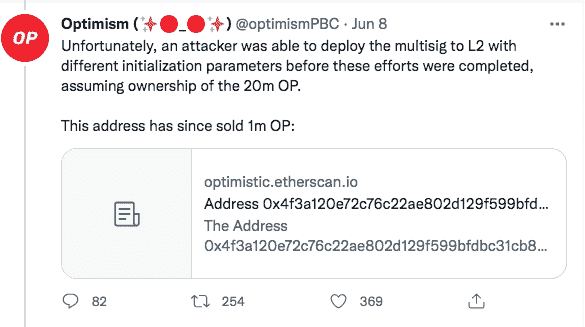 OP
Optimism (✨🔴_🔴✨) @optimismPBC · Jun 8
Unfortunately, an attacker was able to deploy the multisig to L2 with
different initialization parameters before these efforts were completed,
assuming ownership of the 20m OP.
This address has since sold 1m OP:
optimistic.etherscan.io
Address 0x4f3a120e72c76c22ae802d129f599bfd...
The Address
0x4f3a120e72c76c22ae802d129f599bfdbc31cb8...
82 254 369